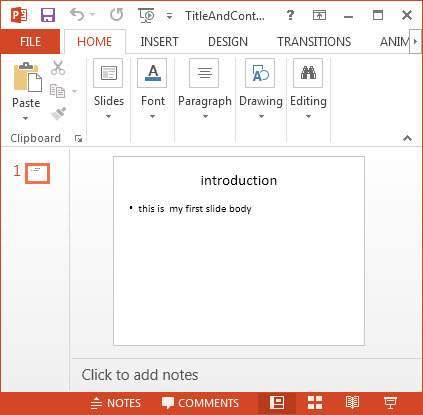 TitleAndCont... ?
FILE HOME INSERT DESIGN TRANSITIONS ANIM
Paste Slides Font Paragraph Drawing Editing
Clipboard
1
introduction
• this is my first slide body
Click to add notes
NOTES COMMENTS